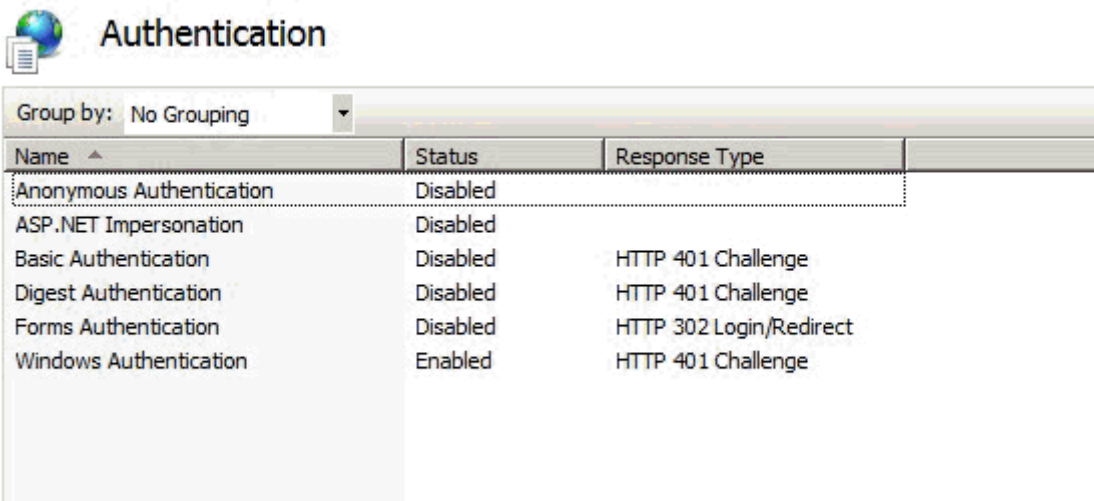 Authentication
Group by: No Grouping
Name Status Response Type
Anonymous Authentication Disabled
ASP.NET Impersonation Disabled
Basic Authentication Disabled HTTP 401 Challenge
Digest Authentication Disabled HTTP 401 Challenge
Forms Authentication Disabled HTTP 302 Login/Redirect
Windows Authentication Enabled HTTP 401 Challenge